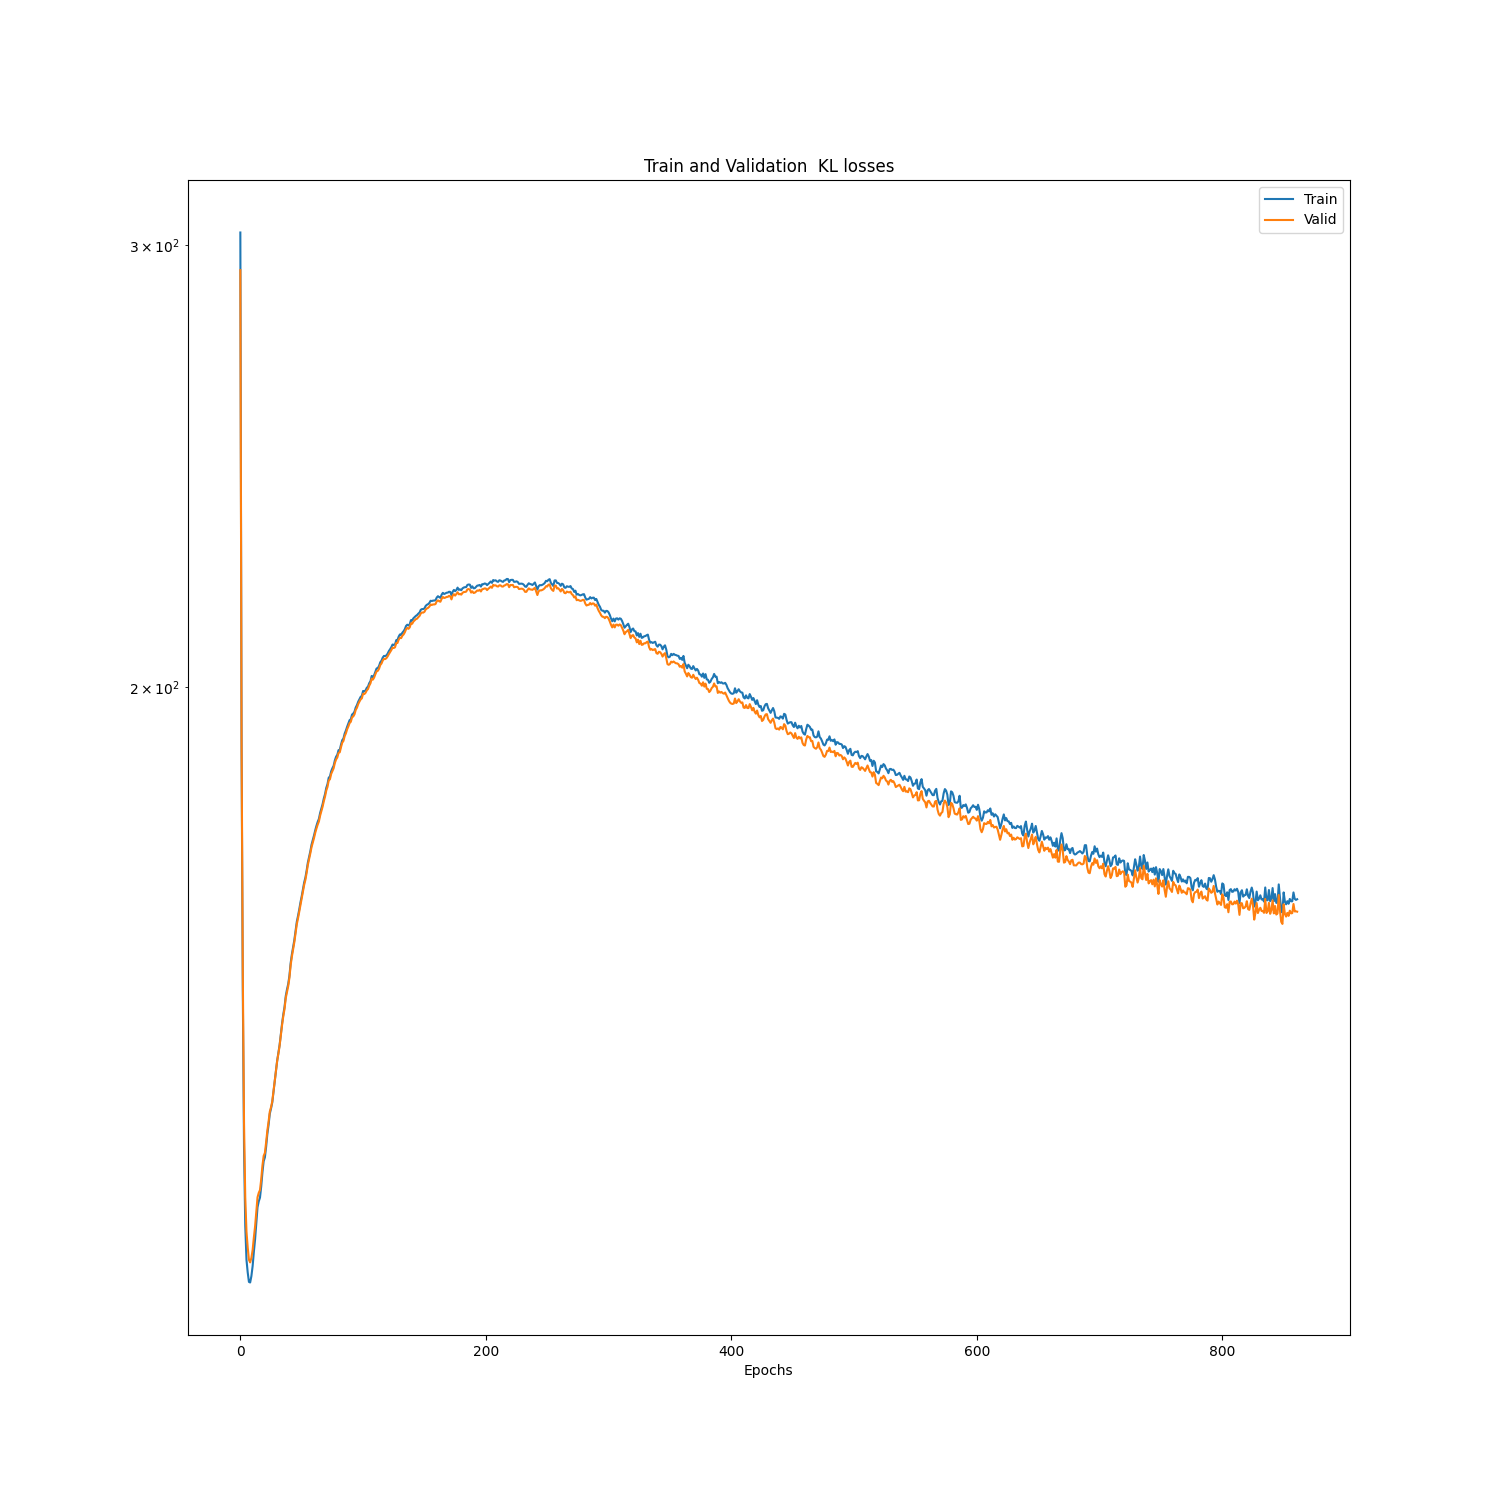 Train and Validation  KL losses
Train
Valid
3 × 10²
2 × 10²
0 200 400 600 800
Epochs